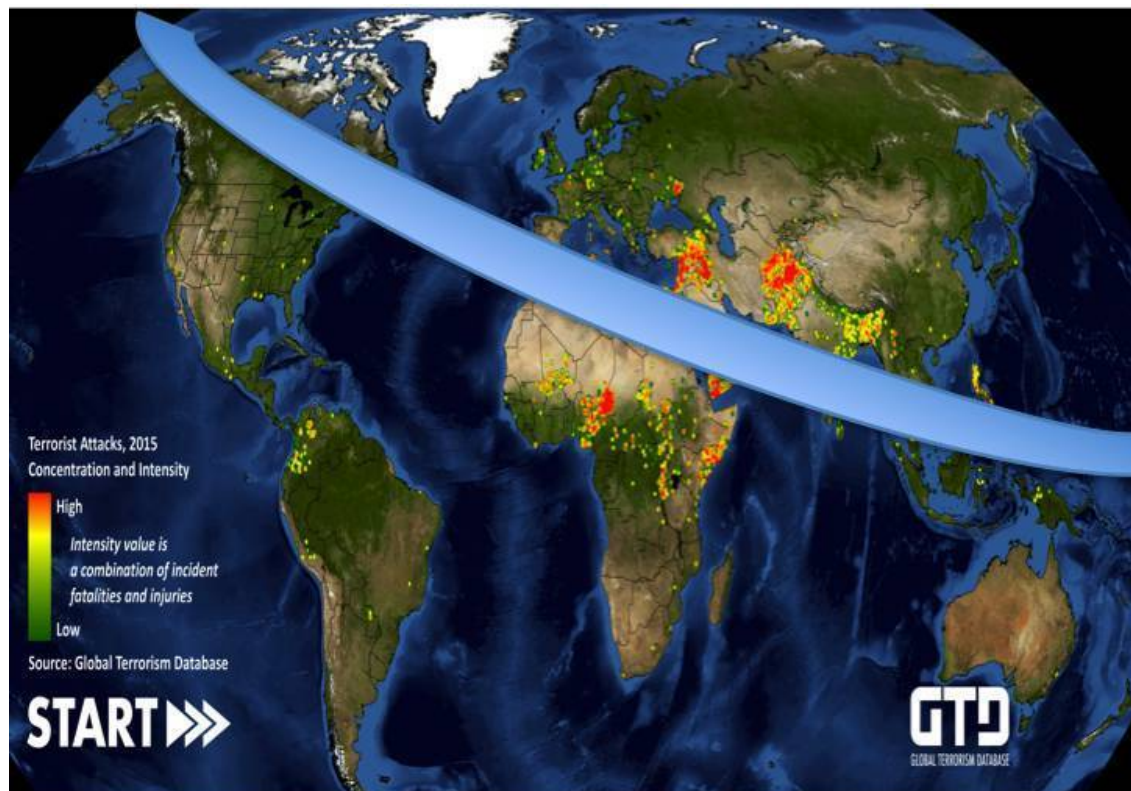 Terrorist Attacks, 2015
Concentration and Intensity
High
Intensity value is
a combination of incident
fatalities and injuries
Low
Source: Global Terrorism Database
START
GTD
GLOBAL TERRORISM DATABASE